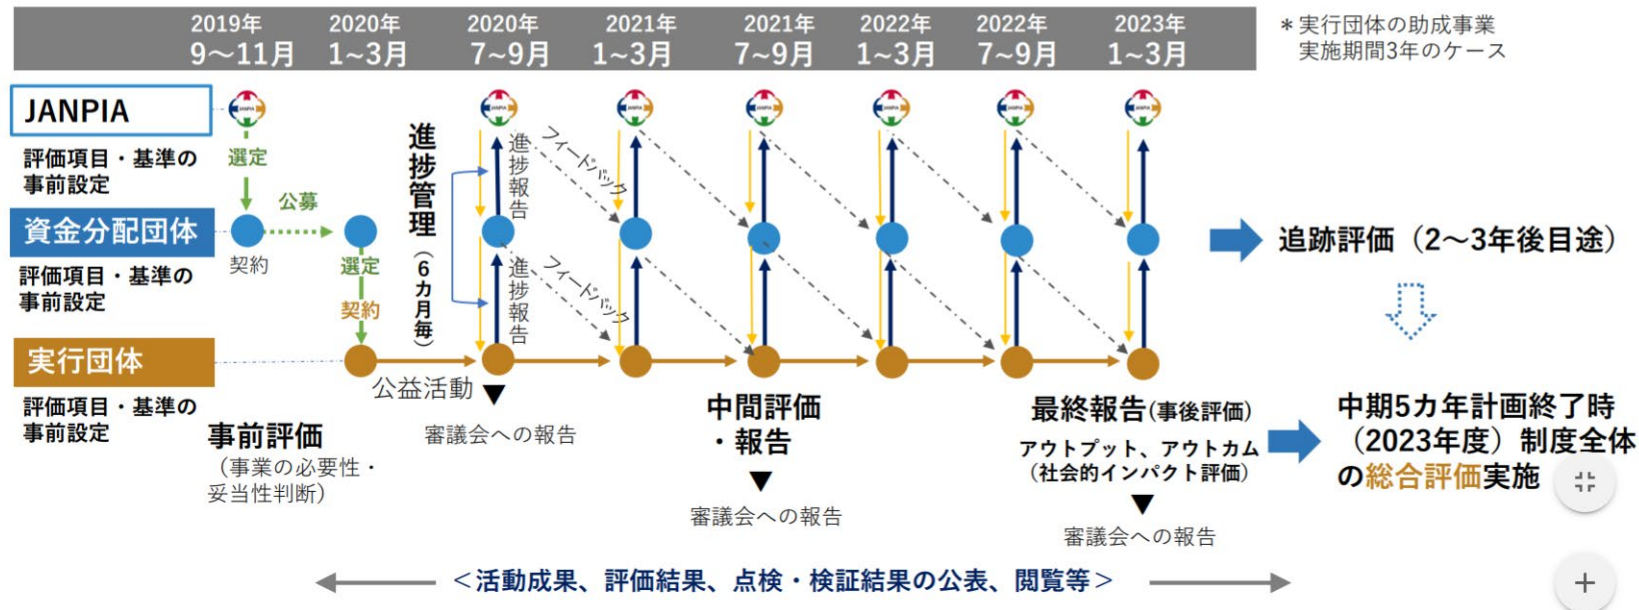 2019年
9～11月
2020年
1~3月
2020年
7~9月
2021年
1~3月
2021年
7~9月
2022年
1~3月
2022年
7~9月
2023年
1~3月
＊実行団体の助成事業
実施期間3年のケース
JANPIA
評価項目・基準の
事前設定
選定
公募
資金分配団体
契約
評価項目・基準の
事前設定
選定
契約
実行団体
評価項目・基準の
事前設定
進捗管理（6カ月毎）
進捗報告
進捗報告
フィードバック
フィードバック
公益活動
審議会への報告
事前評価
（事業の必要性・
妥当性判断）
中間評価
・報告
審議会への報告
最終報告(事後評価)
アウトプット、アウトカム
（社会的インパクト評価)
審議会への報告
追跡評価（2～3年後目途）
中期5カ年計画終了時
（2023年度）制度全体
の総合評価実施
＜活動成果、評価結果、点検・検証結果の公表、閲覧等＞